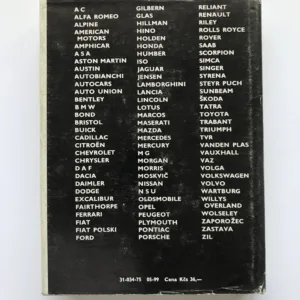 A C
ALFA ROMEO
ALPINE
AMERICAN
MOTORS
AMPHICAR
A S A
ASTON MARTIN
AUSTIN
AUTOBIANCHI
AUTOCARS
AUTO UNION
BENTLEY
B M W
BOND
BRISTOL
BUICK
CADILLAC
CITROËN
CHEVROLET
CHRYSLER
D A F
DACIA
DAIMLER
DODGE
EXCALIBUR
FAIRTHORPE
FERRARI
FIAT
FIAT POLSKI
FORD
GILBERN
GLAS
HILLMAN
HINO
HOLDEN
HONDA
HUMBER
ISO
JAGUAR
JENSEN
LAMBORGHINI
LANCIA
LINCOLN
LOTUS
MARCOS
MASERATI
MAZDA
MERCEDES
MERCURY
M G
MORGAN
MORRIS
MOSKVIČ
NISSAN
N S U
OLDSMOBILE
OPEL
PEUGEOT
PLYMOUTH
PONTIAC
PORSCHE
RELIANT
RENAULT
RILEY
ROLLS ROYCE
ROVER
SAAB
SCORPION
SIMCA
SINGER
SYRENA
STEYR PUCH
SUNBEAM
ŠKODA
TATRA
TOYOTA
TRABANT
TRIUMPH
TVR
VANDEN PLAS
VAUXHALL
VAZ
VOLGA
VOLKSWAGEN
VOLVO
WARTBURG
WILLYS
OVERLAND
WOLSELEY
ZAPOROŽEC
ZASTAVA
ZIL
31-034-75 05-99 Cena Kčs 36,—